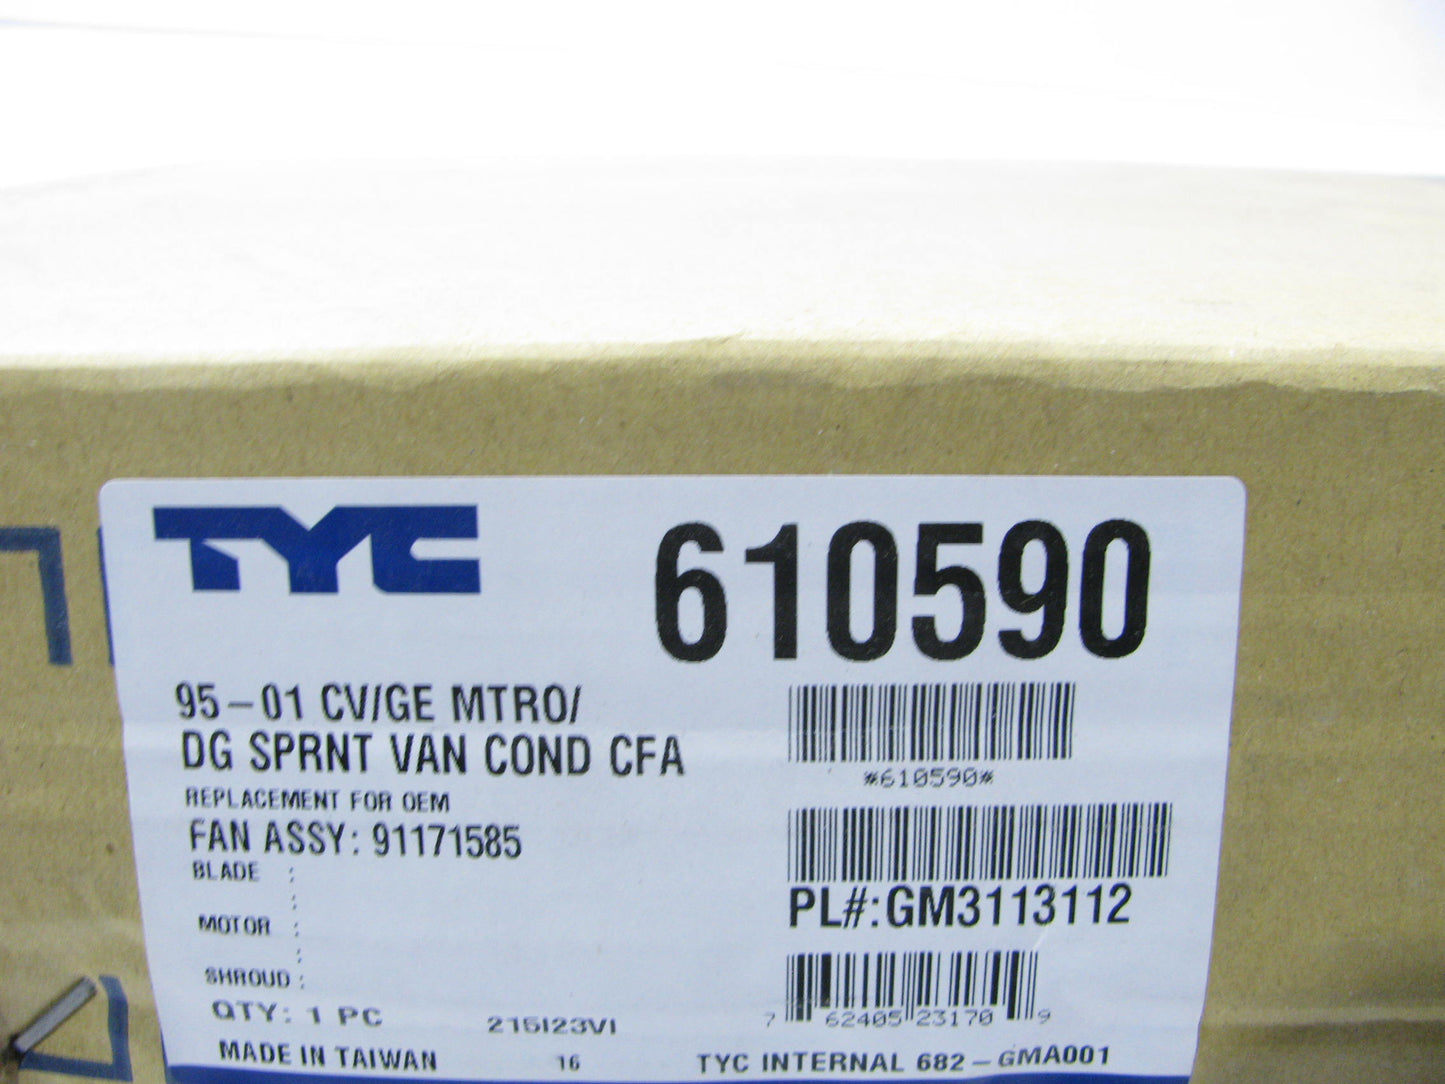 TYC
610590
95-01 CV/GE MTRO/
DG SPRNT VAN COND CFA
REPLACEMENT FOR OEM
FAN ASSY: 91171585
BLADE :
:
MOTOR :
:
SHROUD :
QTY: 1 PC
215I23VI
MADE IN TAIWAN
16
*610590*
PL#:GM3113112
7 62405 23170 9
TYC INTERNAL 682-GMA001